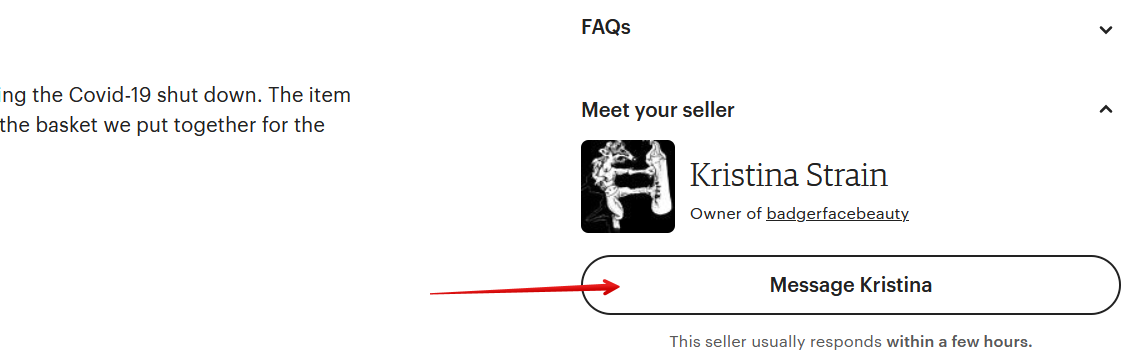 FAQs
ing the Covid-19 shut down. The item
the basket we put together for the
Meet your seller
Kristina Strain
Owner of badgerfacebeauty
Message Kristina
This seller usually responds within a few hours.